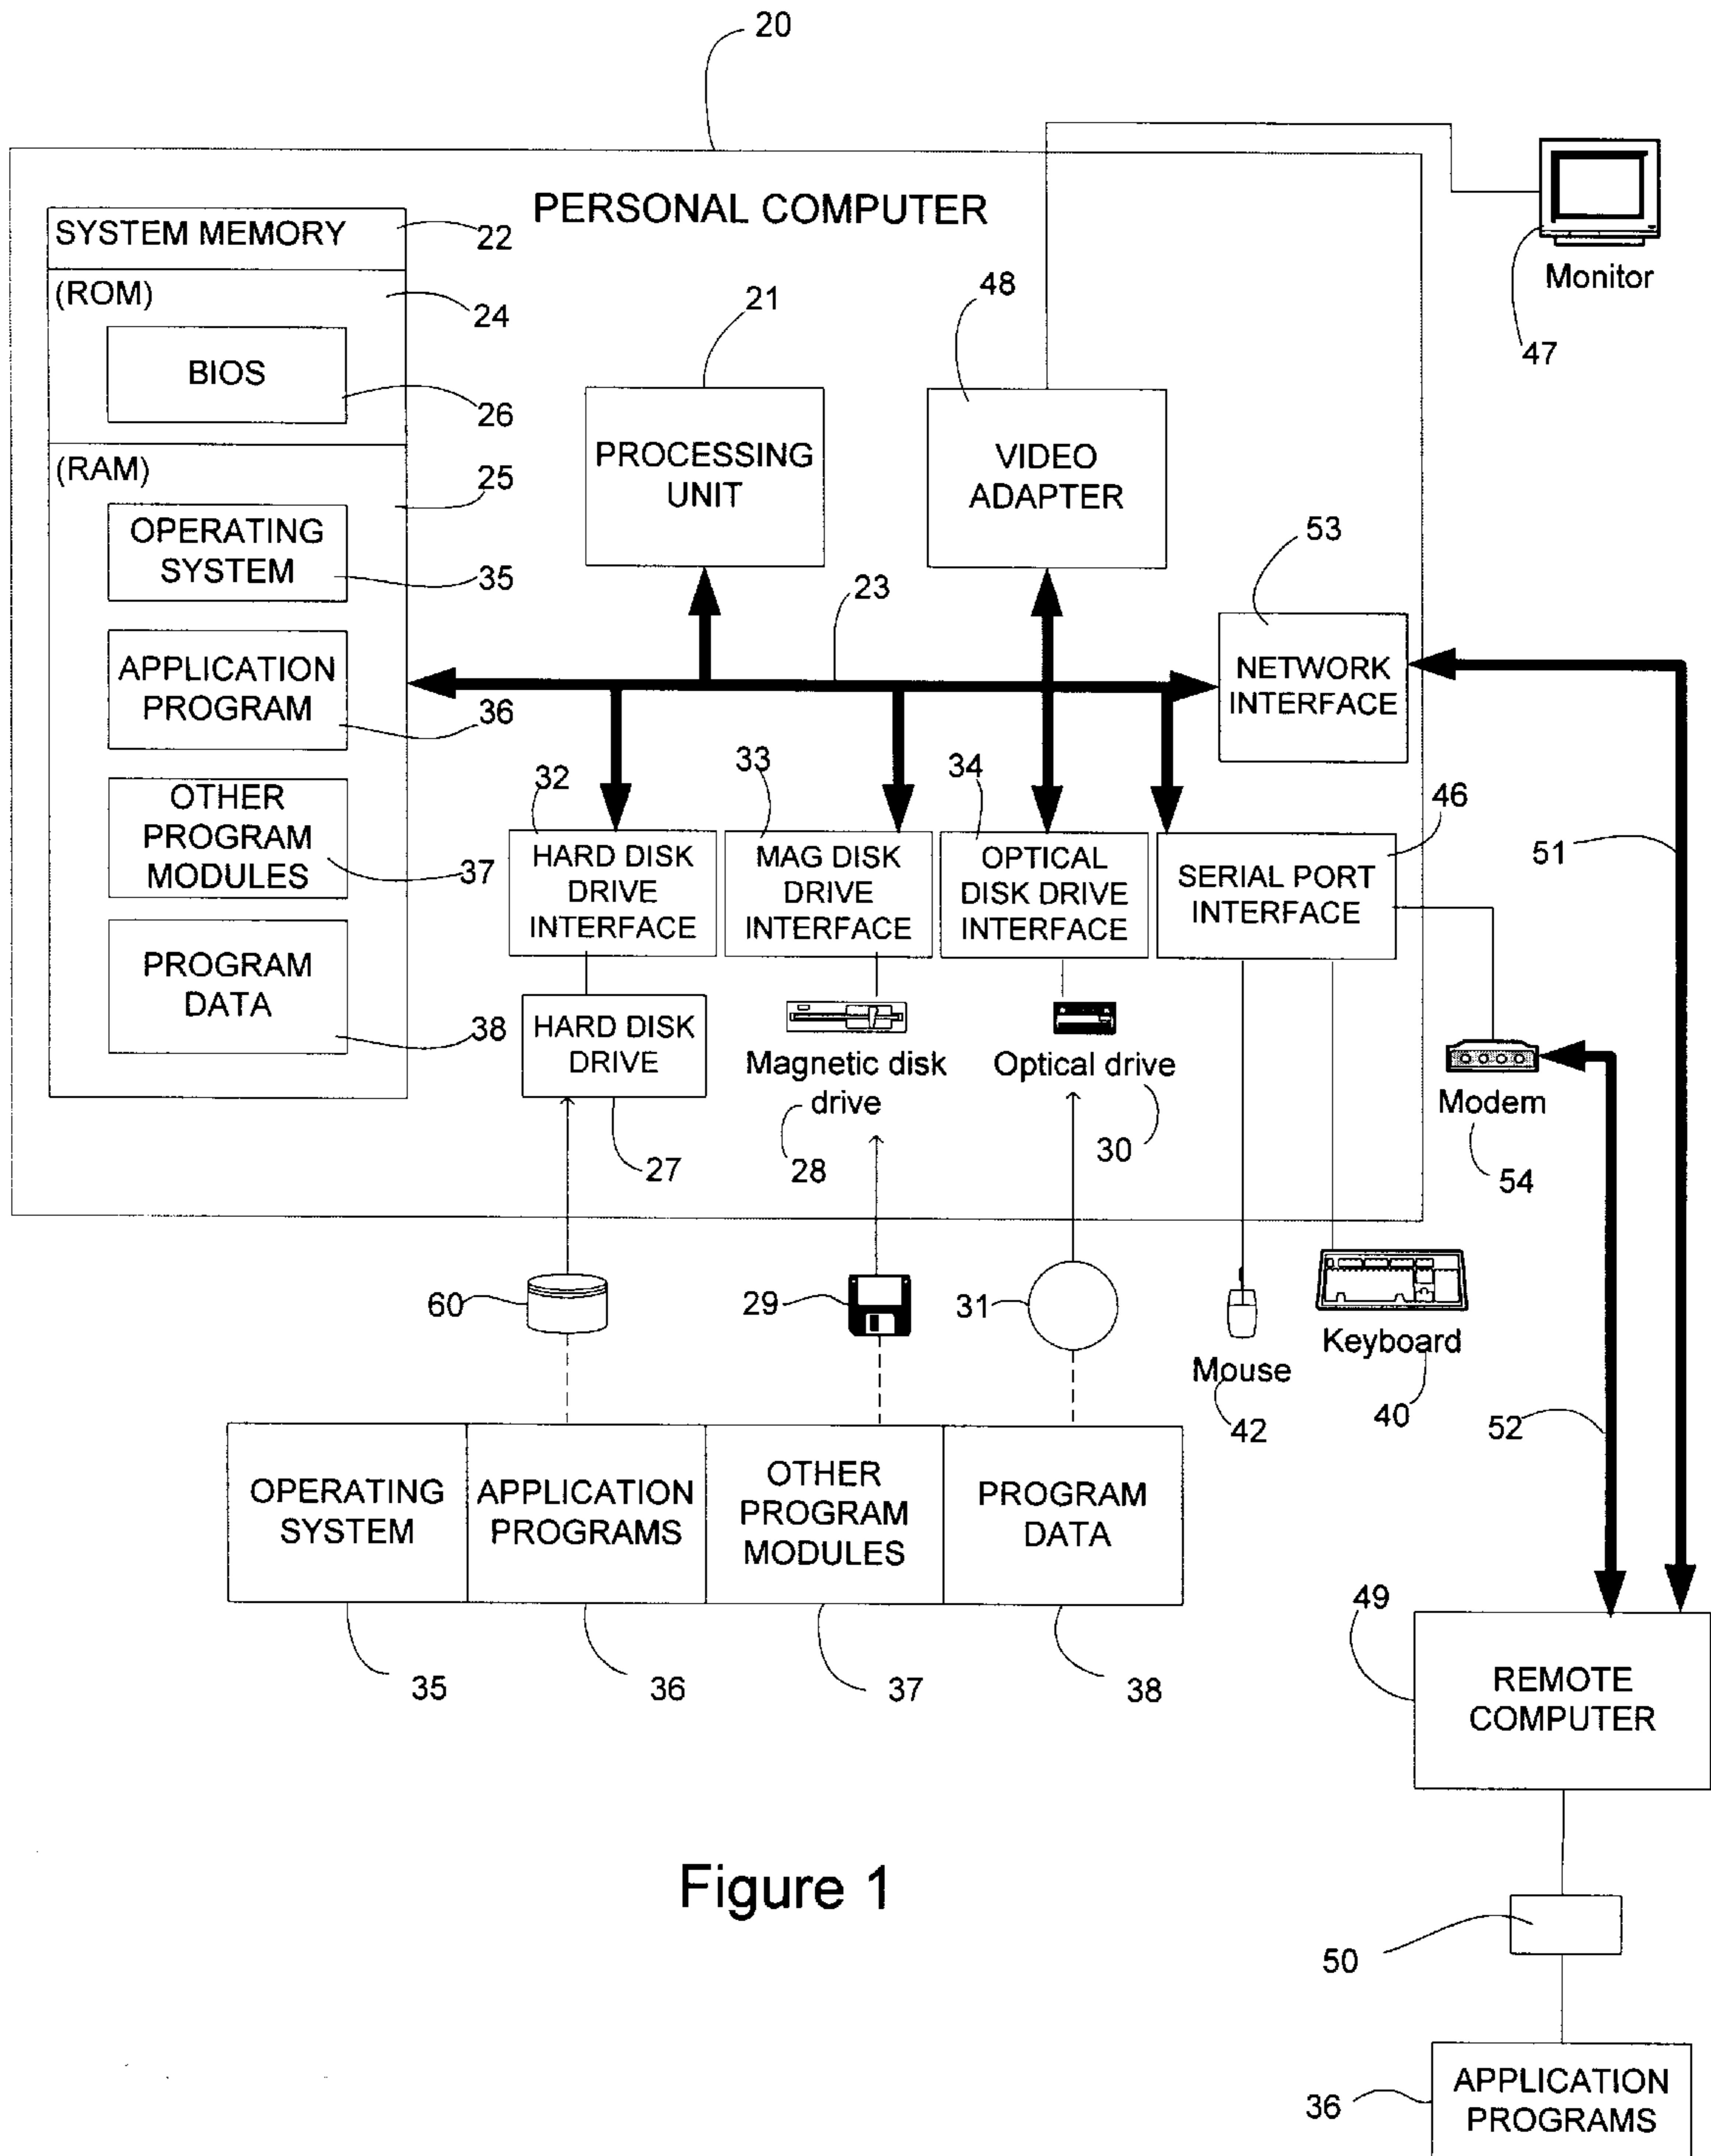 20
PERSONAL COMPUTER
SYSTEM MEMORY
22
(ROM)
24
BIOS
26
(RAM)
25
OPERATING
SYSTEM
35
APPLICATION
PROGRAM
36
OTHER
PROGRAM
MODULES
37
PROGRAM
DATA
38
21
PROCESSING
UNIT
48
VIDEO
ADAPTER
47
Monitor
23
53
NETWORK
INTERFACE
32
HARD DISK
DRIVE
INTERFACE
33
MAG DISK
DRIVE
INTERFACE
34
OPTICAL
DISK DRIVE
INTERFACE
46
SERIAL PORT
INTERFACE
51
HARD DISK
DRIVE
27
Magnetic disk
drive
28
Optical drive
30
Modem
54
60
29
31
Mouse
42
Keyboard
40
52
OPERATING
SYSTEM
APPLICATION
PROGRAMS
OTHER
PROGRAM
MODULES
PROGRAM
DATA
35
36
37
38
49
REMOTE
COMPUTER
Figure 1
50
36
APPLICATION
PROGRAMS